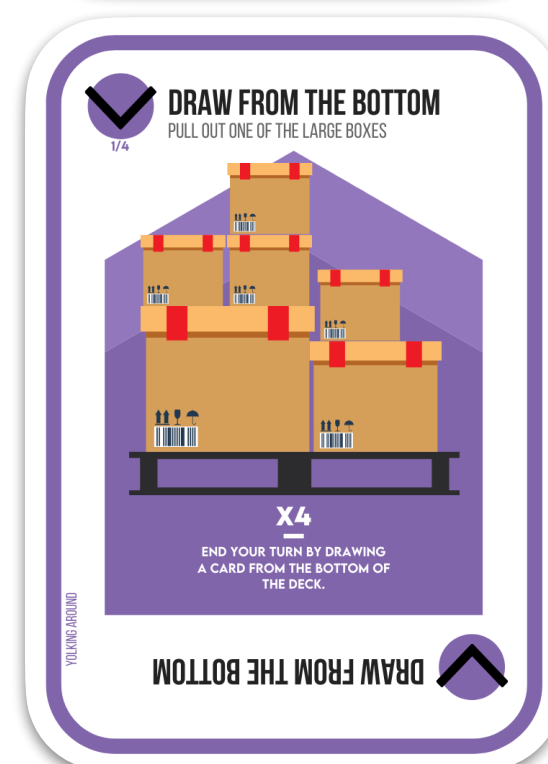 DRAW FROM THE BOTTOM
PULL OUT ONE OF THE LARGE BOXES
1/4
X4
END YOUR TURN BY DRAWING
A CARD FROM THE BOTTOM OF
THE DECK.
YOLKING AROUND
DRAW FROM THE BOTTOM